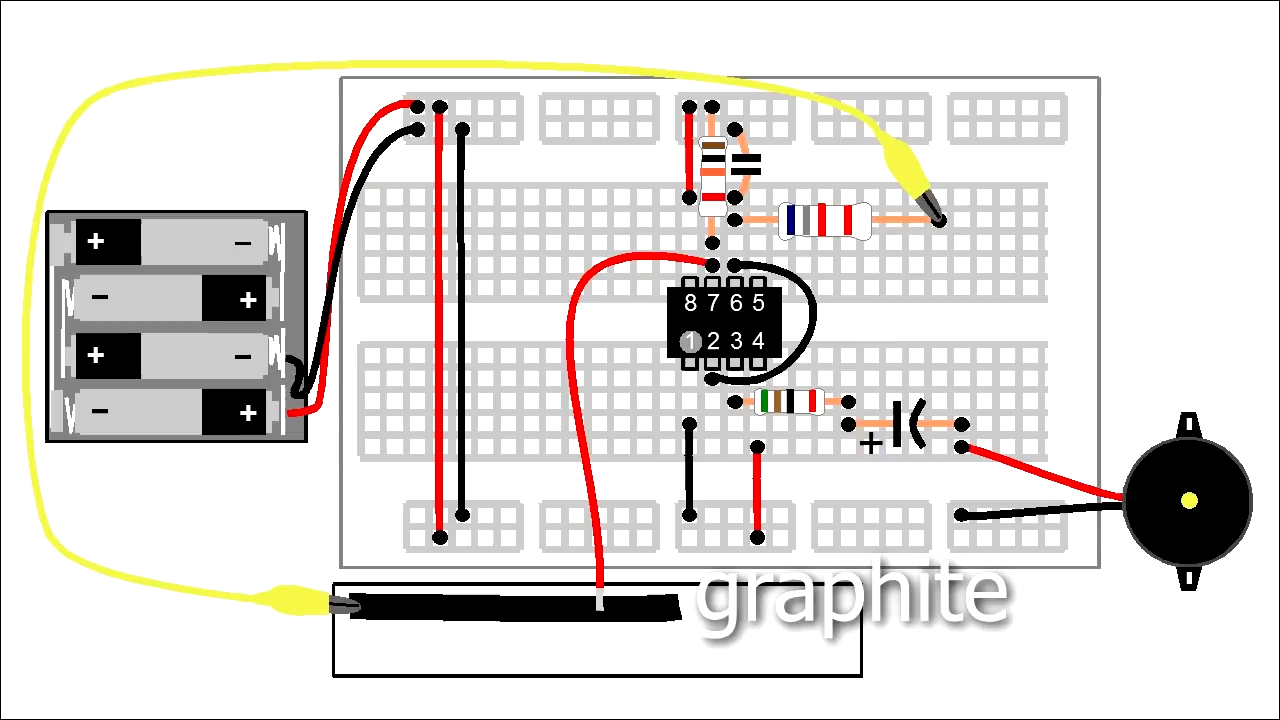 + −
− +
+ −
− +
8 7 6 5
1 2 3 4
+
graphite